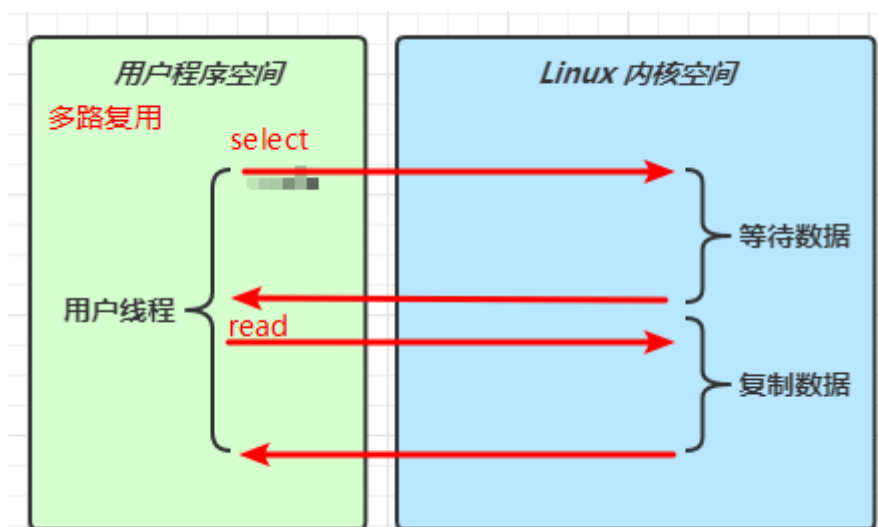 用户程序空间
Linux 内核空间
多路复用
select
等待数据
用户线程
read
复制数据